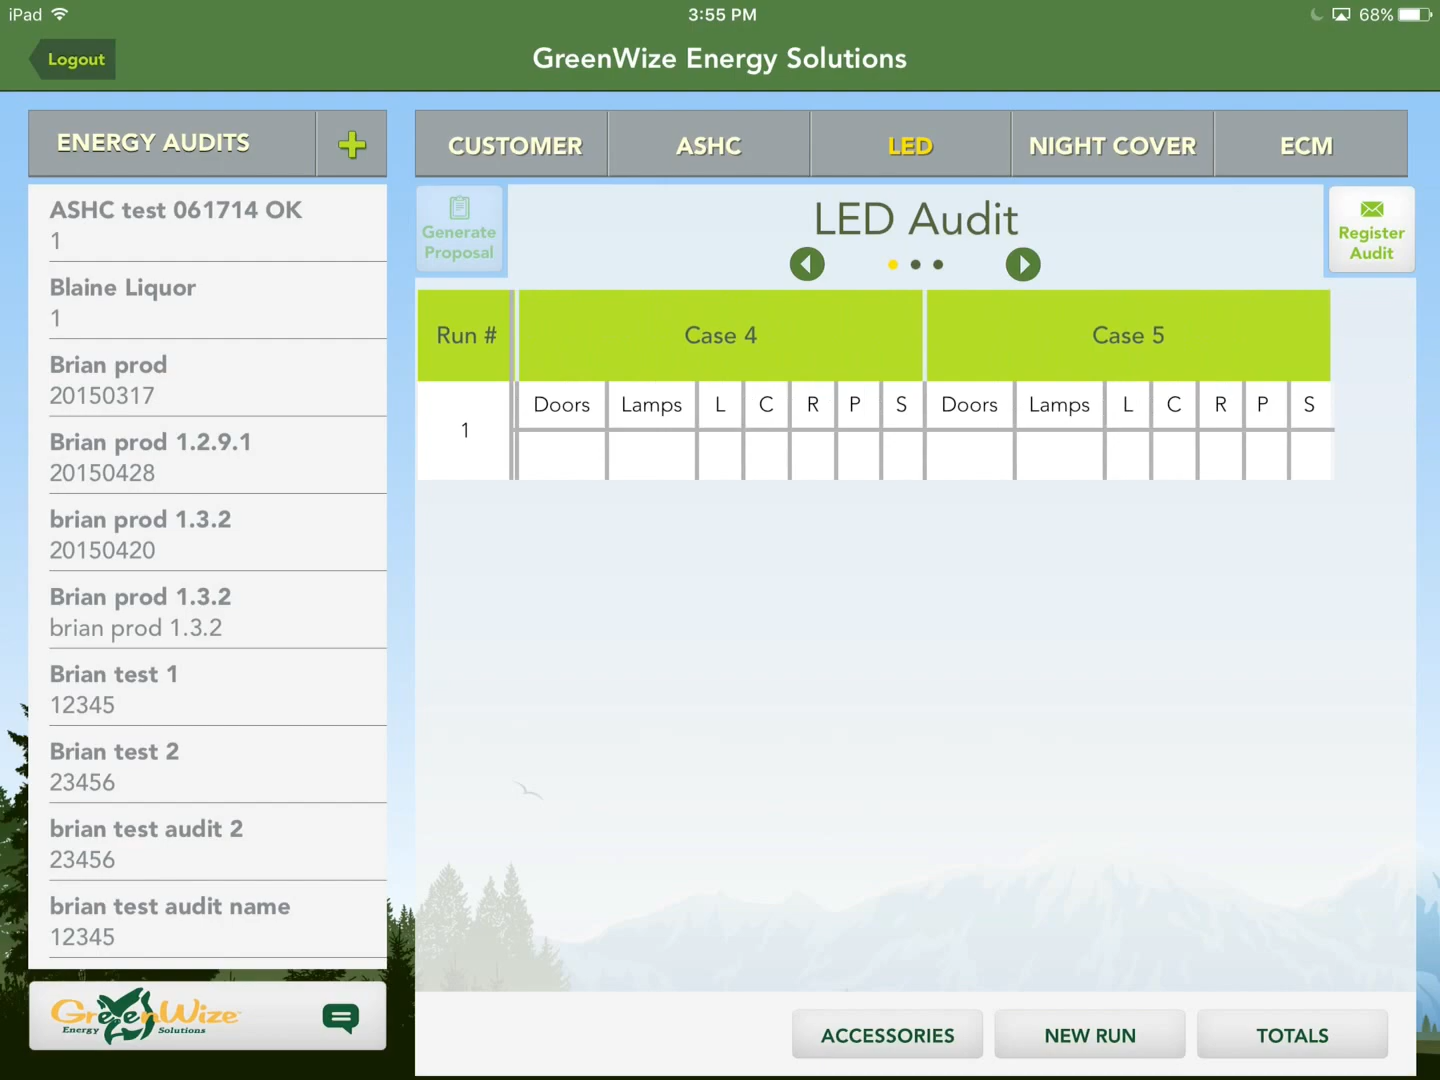 iPad
3:55 PM
68%
Logout
GreenWize Energy Solutions
ENERGY AUDITS
CUSTOMER
ASHC
LED
NIGHT COVER
ECM
ASHC test 061714 OK
1
Blaine Liquor
1
Brian prod
20150317
Brian prod 1.2.9.1
20150428
brian prod 1.3.2
20150420
Brian prod 1.3.2
brian prod 1.3.2
Brian test 1
12345
Brian test 2
23456
brian test audit 2
23456
brian test audit name
12345
GreenWize
Energy Solutions
Generate
Proposal
LED Audit
Register
Audit
Run # Case 4 Case 5
Doors Lamps L C R P S Doors Lamps L C R P S
1
ACCESSORIES
NEW RUN
TOTALS